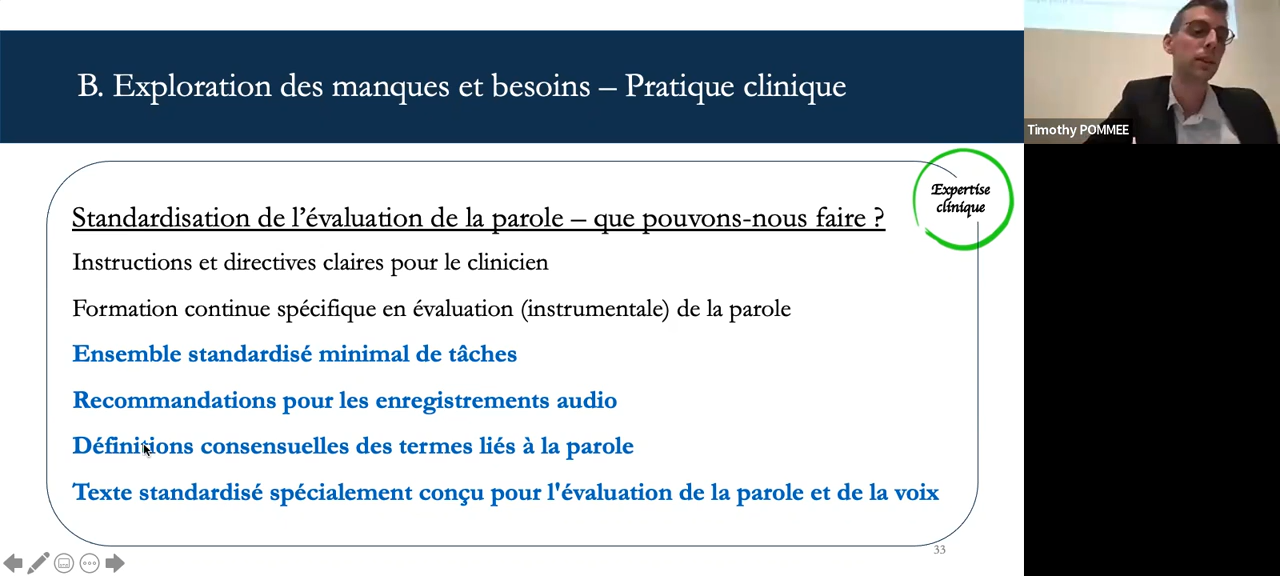 B. Exploration des manques et besoins – Pratique clinique
Timothy POMMEE
Expertise
clinique
Standardisation de l’évaluation de la parole – que pouvons-nous faire ?
Instructions et directives claires pour le clinicien
Formation continue spécifique en évaluation (instrumentale) de la parole
Ensemble standardisé minimal de tâches
Recommandations pour les enregistrements audio
Définitions consensuelles des termes liés à la parole
Texte standardisé spécialement conçu pour l'évaluation de la parole et de la voix
33